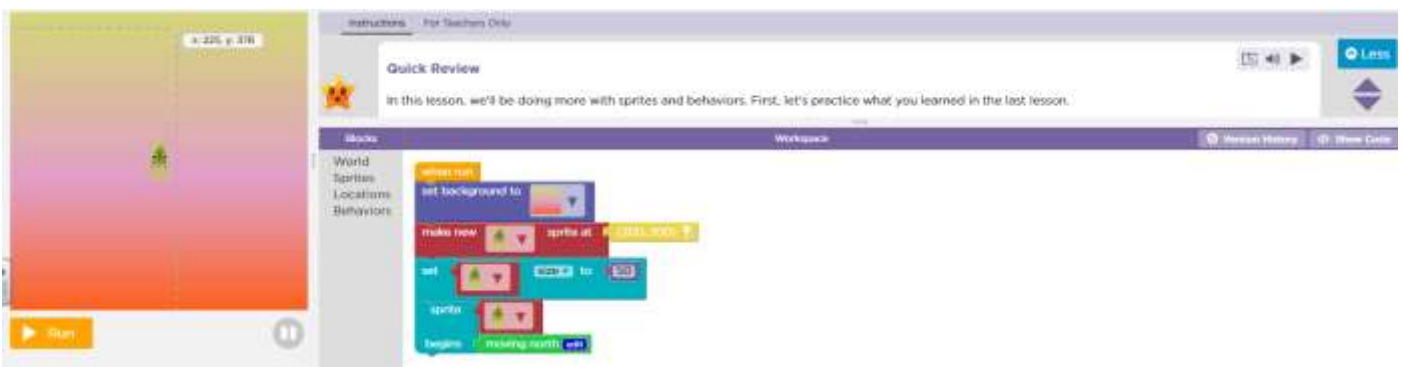 Instructions For Teachers Only
x: 225, y: 376
Less
Quick Review
In this lesson, we'll be doing more with sprites and behaviors. First, let's practice what you learned in the last lesson.
Blocks Workspace Version History Show Code
World
Sprites
Locations
Behaviors
when run
set background to
make new sprite at
set size to 50
sprite
begins moving north edit
Run